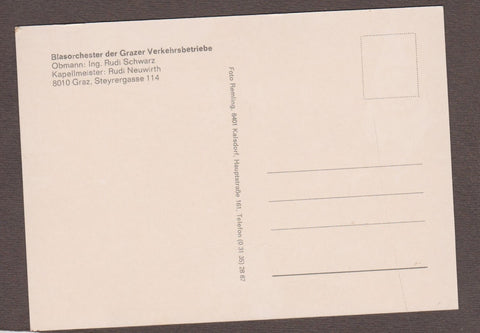 Blasorchester der Grazer Verkehrsbetriebe
Obmann: Ing. Rudi Schwarz
Kapellmeister: Rudi Neuwirth
8010 Graz, Steyrergasse 114
Foto Remling, 8401 Kalsdorf, Hauptstraße 161, Telefon (0 31 35) 28 67